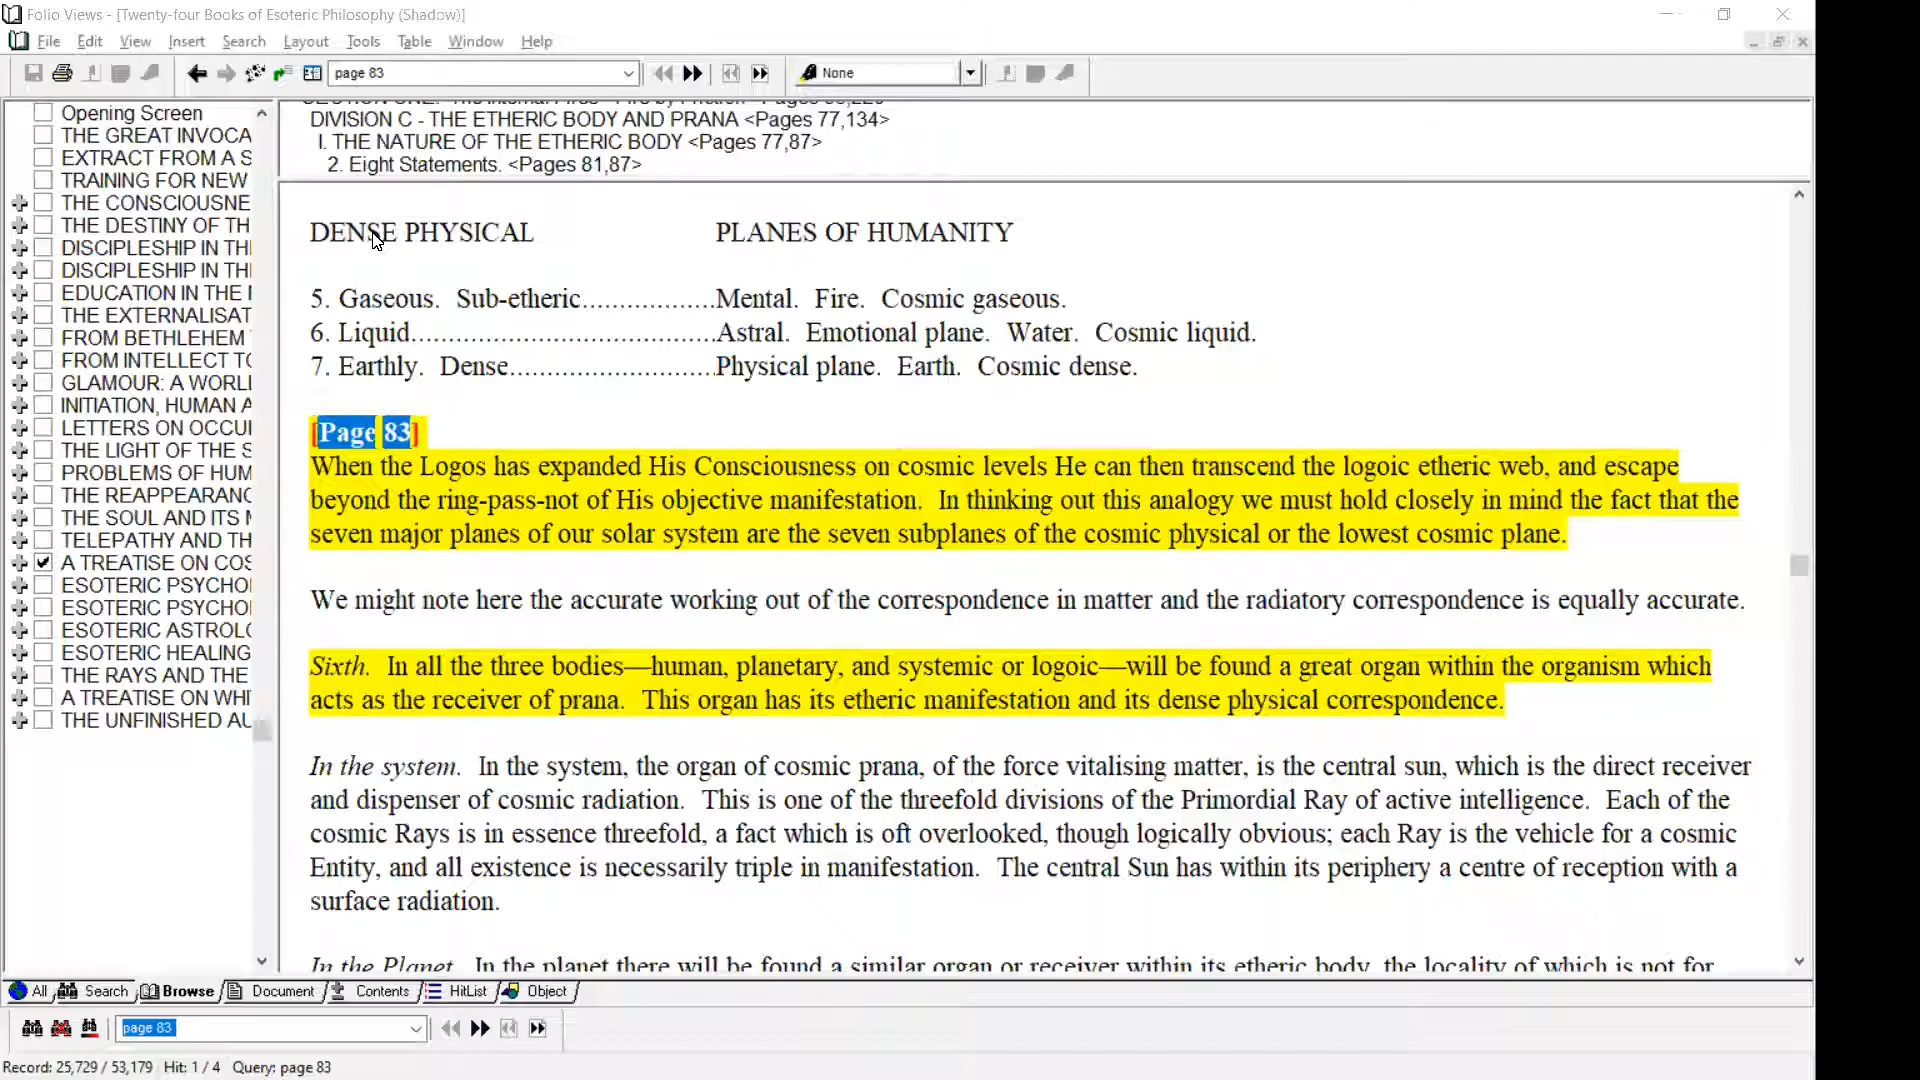 Folio Views - [Twenty-four Books of Esoteric Philosophy (Shadow)]
File Edit View Insert Search Layout Tools Table Window Help
page 83
None
Opening Screen
THE GREAT INVOCA
EXTRACT FROM A S
TRAINING FOR NEW
THE CONSCIOUSNE
THE DESTINY OF TH
DISCIPLESHIP IN THI
DISCIPLESHIP IN THI
EDUCATION IN THE I
THE EXTERNALISAT
FROM BETHLEHEM
FROM INTELLECT TO
GLAMOUR: A WORLI
INITIATION, HUMAN A
LETTERS ON OCCUI
THE LIGHT OF THE S
PROBLEMS OF HUM
THE REAPPEARANC
THE SOUL AND ITS M
TELEPATHY AND TH
A TREATISE ON COS
ESOTERIC PSYCHOI
ESOTERIC PSYCHOI
ESOTERIC ASTROLO
ESOTERIC HEALING
THE RAYS AND THE
A TREATISE ON WHI
THE UNFINISHED AU
DIVISION C - THE ETHERIC BODY AND PRANA <Pages 77,134>
I. THE NATURE OF THE ETHERIC BODY <Pages 77,87>
2. Eight Statements. <Pages 81,87>
DENSE PHYSICAL PLANES OF HUMANITY
5. Gaseous. Sub-etheric..................Mental. Fire. Cosmic gaseous.
6. Liquid.........................................Astral. Emotional plane. Water. Cosmic liquid.
7. Earthly. Dense............................Physical plane. Earth. Cosmic dense.
[Page 83]
When the Logos has expanded His Consciousness on cosmic levels He can then transcend the logoic etheric web, and escape
beyond the ring-pass-not of His objective manifestation. In thinking out this analogy we must hold closely in mind the fact that the
seven major planes of our solar system are the seven subplanes of the cosmic physical or the lowest cosmic plane.
We might note here the accurate working out of the correspondence in matter and the radiatory correspondence is equally accurate.
Sixth. In all the three bodies—human, planetary, and systemic or logoic—will be found a great organ within the organism which
acts as the receiver of prana. This organ has its etheric manifestation and its dense physical correspondence.
In the system. In the system, the organ of cosmic prana, of the force vitalising matter, is the central sun, which is the direct receiver
and dispenser of cosmic radiation. This is one of the threefold divisions of the Primordial Ray of active intelligence. Each of the
cosmic Rays is in essence threefold, a fact which is oft overlooked, though logically obvious; each Ray is the vehicle for a cosmic
Entity, and all existence is necessarily triple in manifestation. The central Sun has within its periphery a centre of reception with a
surface radiation.
In the Planet. In the planet there will be found a similar organ or receiver within its etheric body, the locality of which is not for
All Search Browse Document Contents HitList Object
page 83
Record: 25,729 / 53,179 Hit: 1 / 4 Query: page 83